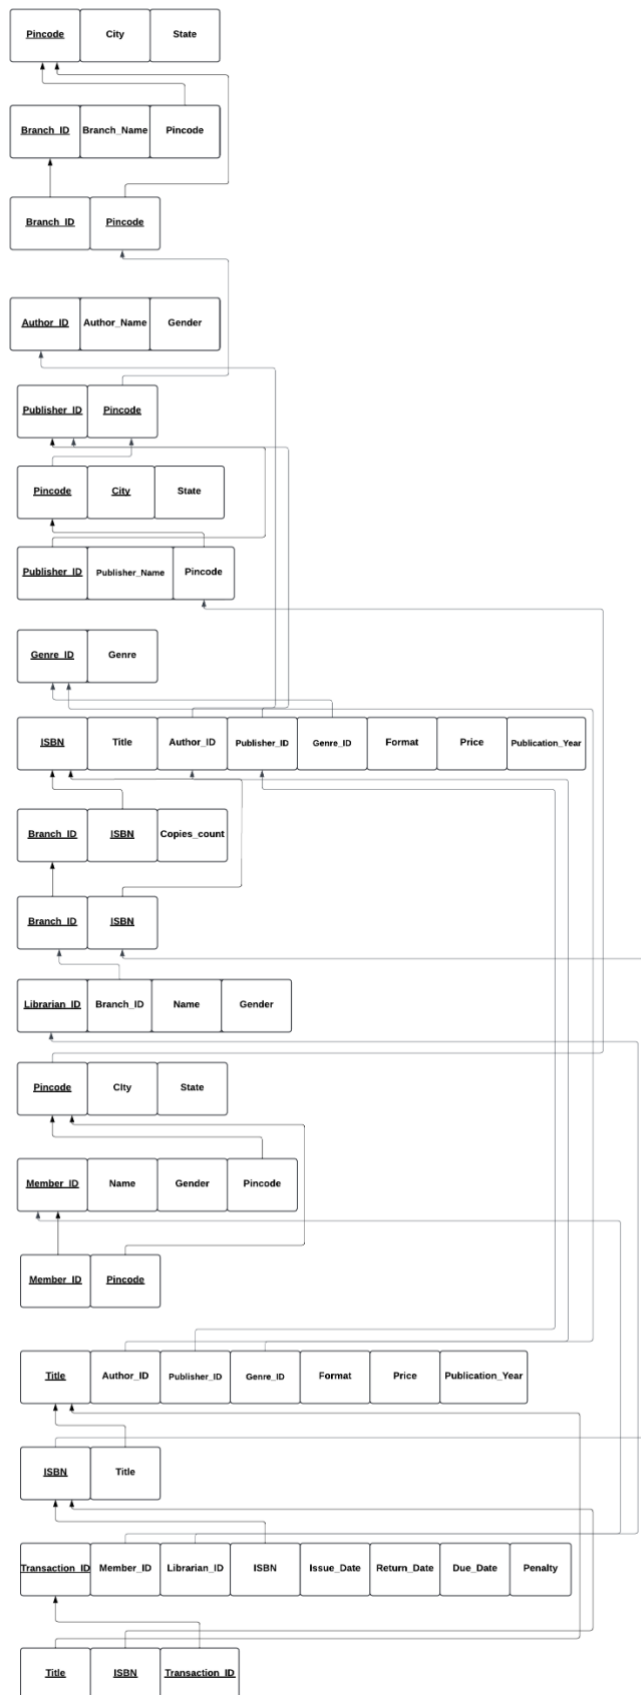 Pincode City State
Branch_ID Branch_Name Pincode
Branch_ID Pincode
Author_ID Author_Name Gender
Publisher_ID Pincode
Pincode City State
Publisher_ID Publisher_Name Pincode
Genre_ID Genre
ISBN Title Author_ID Publisher_ID Genre_ID Format Price Publication_Year
Branch_ID ISBN Copies_count
Branch_ID ISBN
Librarian_ID Branch_ID Name Gender
Pincode CIty State
Member_ID Name Gender Pincode
Member_ID Pincode
Title Author_ID Publisher_ID Genre_ID Format Price Publication_Year
ISBN Title
Transaction_ID Member_ID Librarian_ID ISBN Issue_Date Return_Date Due_Date Penalty
Title ISBN Transaction_ID